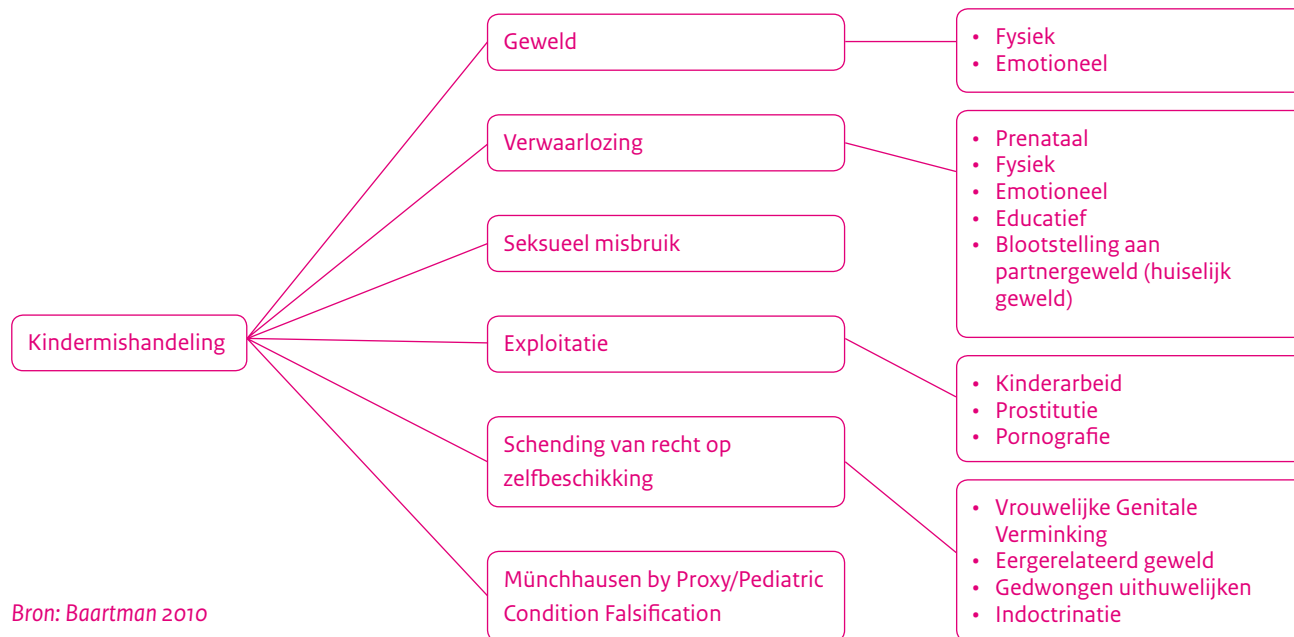 Kindermishandeling
Geweld
• Fysiek
• Emotioneel
Verwaarlozing
• Prenataal
• Fysiek
• Emotioneel
• Educatief
• Blootstelling aan
partnergeweld (huiselijk
geweld)
Seksueel misbruik
Exploitatie
• Kinderarbeid
• Prostitutie
• Pornografie
Schending van recht op
zelfbeschikking
• Vrouwelijke Genitale
Verminking
• Eergerelateerd geweld
• Gedwongen uithuwelijken
• Indoctrinatie
Münchhausen by Proxy/Pediatric
Condition Falsification
Bron: Baartman 2010